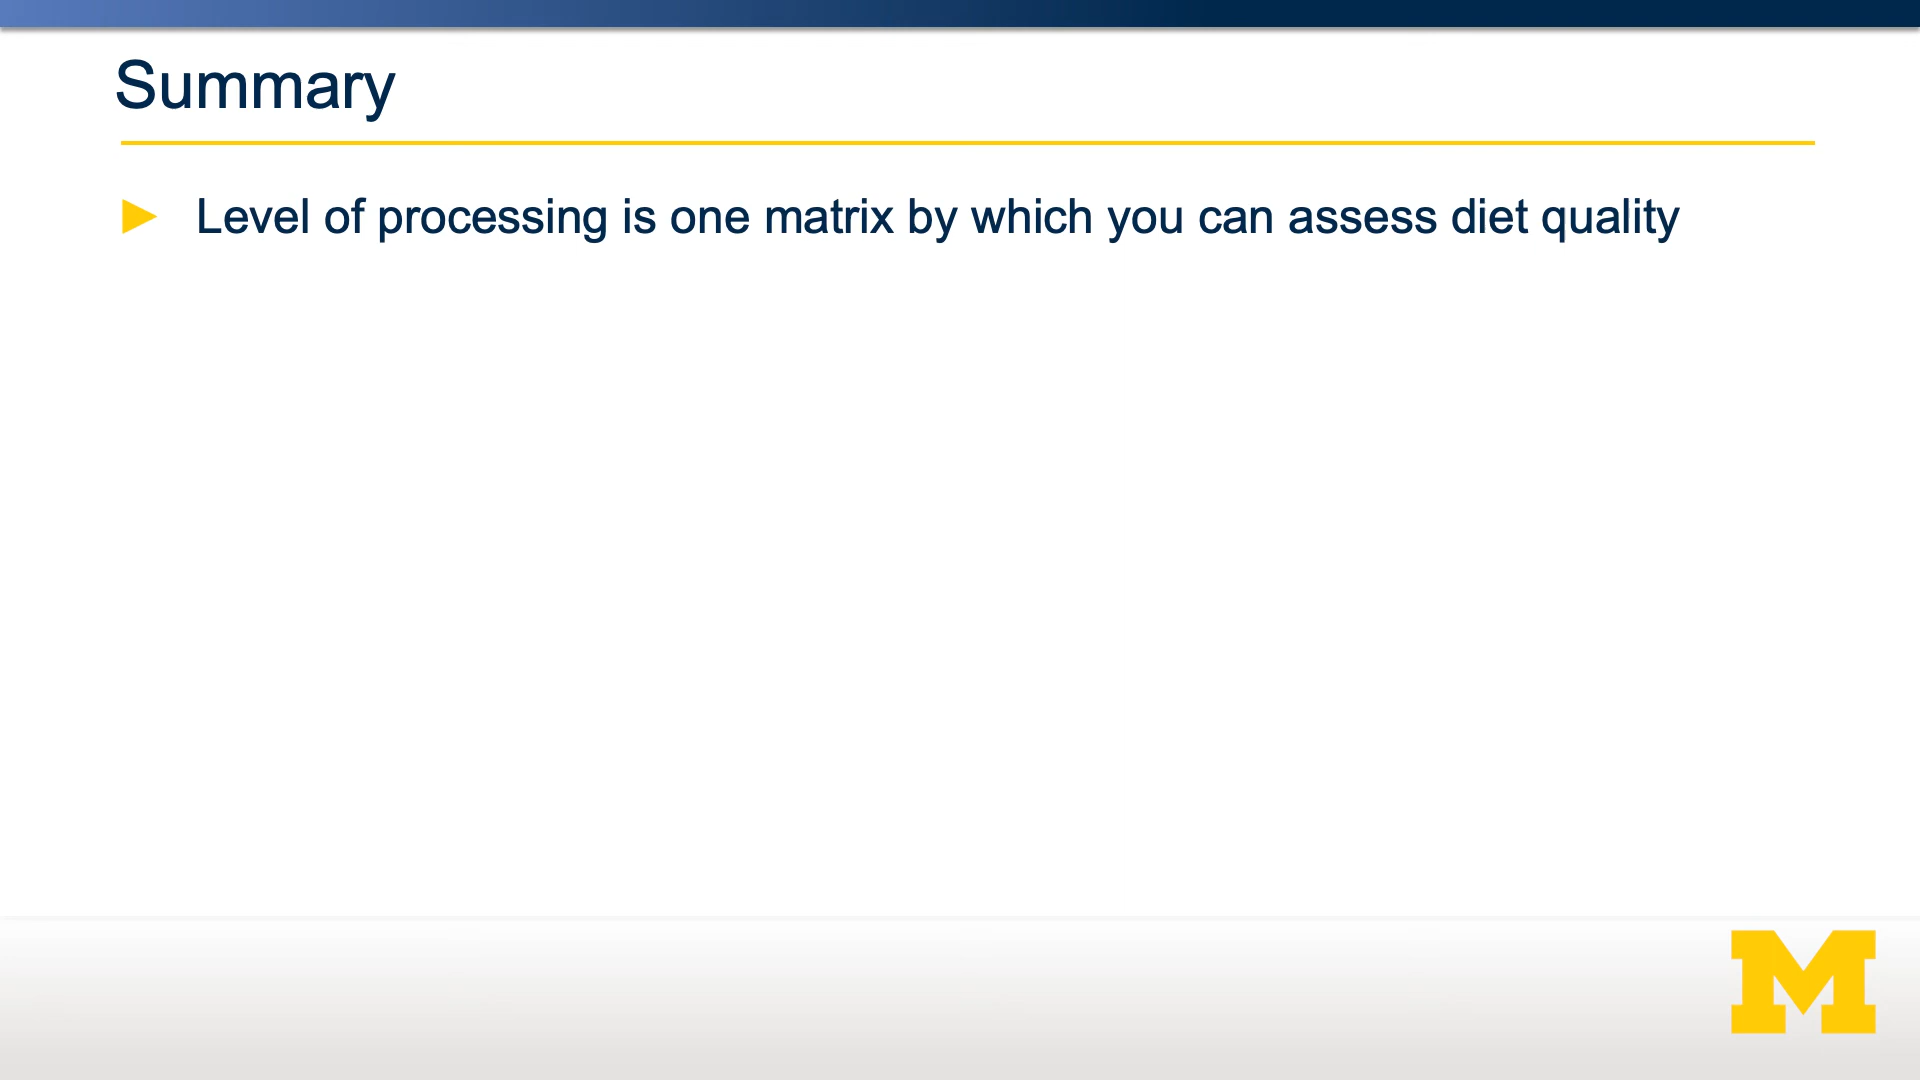 Summary
Level of processing is one matrix by which you can assess diet quality
M